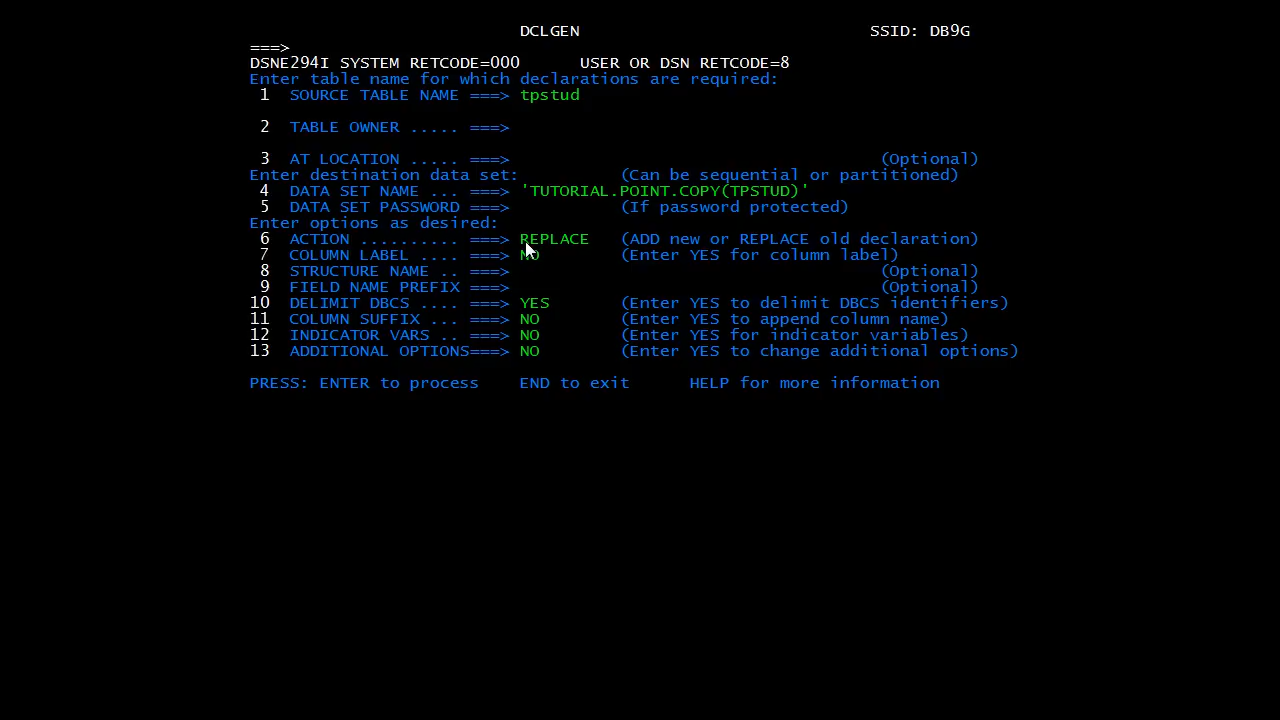 DCLGEN SSID: DB9G
===>
DSNE294I SYSTEM RETCODE=000 USER OR DSN RETCODE=8
Enter table name for which declarations are required:
1 SOURCE TABLE NAME ===> tpstud
2 TABLE OWNER ..... ===>
3 AT LOCATION ..... ===> (Optional)
Enter destination data set: (Can be sequential or partitioned)
4 DATA SET NAME ... ===> 'TUTORIAL.POINT.COPY(TPSTUD)'
5 DATA SET PASSWORD ===> (If password protected)
Enter options as desired:
6 ACTION .......... ===> REPLACE (ADD new or REPLACE old declaration)
7 COLUMN LABEL .... ===> NO (Enter YES for column label)
8 STRUCTURE NAME .. ===> (Optional)
9 FIELD NAME PREFIX ===> (Optional)
10 DELIMIT DBCS .... ===> YES (Enter YES to delimit DBCS identifiers)
11 COLUMN SUFFIX ... ===> NO (Enter YES to append column name)
12 INDICATOR VARS .. ===> NO (Enter YES for indicator variables)
13 ADDITIONAL OPTIONS===> NO (Enter YES to change additional options)
PRESS: ENTER to process END to exit HELP for more information